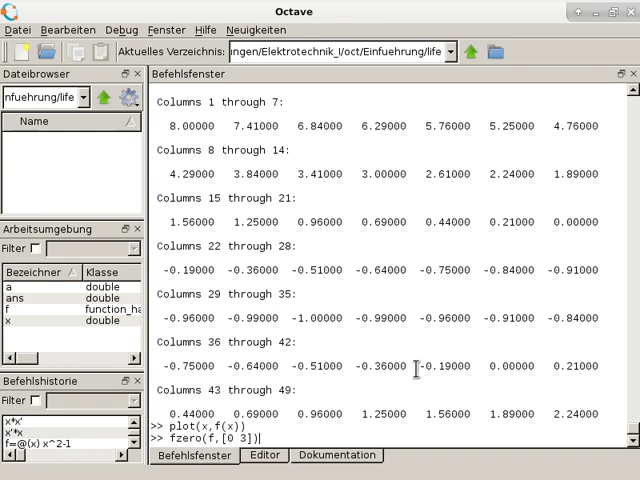 Octave
Datei Bearbeiten Debug Fenster Hilfe Neuigkeiten
Aktuelles Verzeichnis: ıngen/Elektrotechnik_I/oct/Einfuehrung/life
Dateibrowser
nfuehrung/life
Name
Arbeitsumgebung
Filter
Bezeichner Klasse
a double
ans double
f function_ha
x double
Befehlshistorie
Filter
x*x'
x'*x
f=@(x) x^2-1
Befehlsfenster
Columns 1 through 7:
8.00000 7.41000 6.84000 6.29000 5.76000 5.25000 4.76000
Columns 8 through 14:
4.29000 3.84000 3.41000 3.00000 2.61000 2.24000 1.89000
Columns 15 through 21:
1.56000 1.25000 0.96000 0.69000 0.44000 0.21000 0.00000
Columns 22 through 28:
-0.19000 -0.36000 -0.51000 -0.64000 -0.75000 -0.84000 -0.91000
Columns 29 through 35:
-0.96000 -0.99000 -1.00000 -0.99000 -0.96000 -0.91000 -0.84000
Columns 36 through 42:
-0.75000 -0.64000 -0.51000 -0.36000 -0.19000 0.00000 0.21000
Columns 43 through 49:
0.44000 0.69000 0.96000 1.25000 1.56000 1.89000 2.24000
>> plot(x,f(x))
>> fzero(f,[0 3])
Befehlsfenster Editor Dokumentation